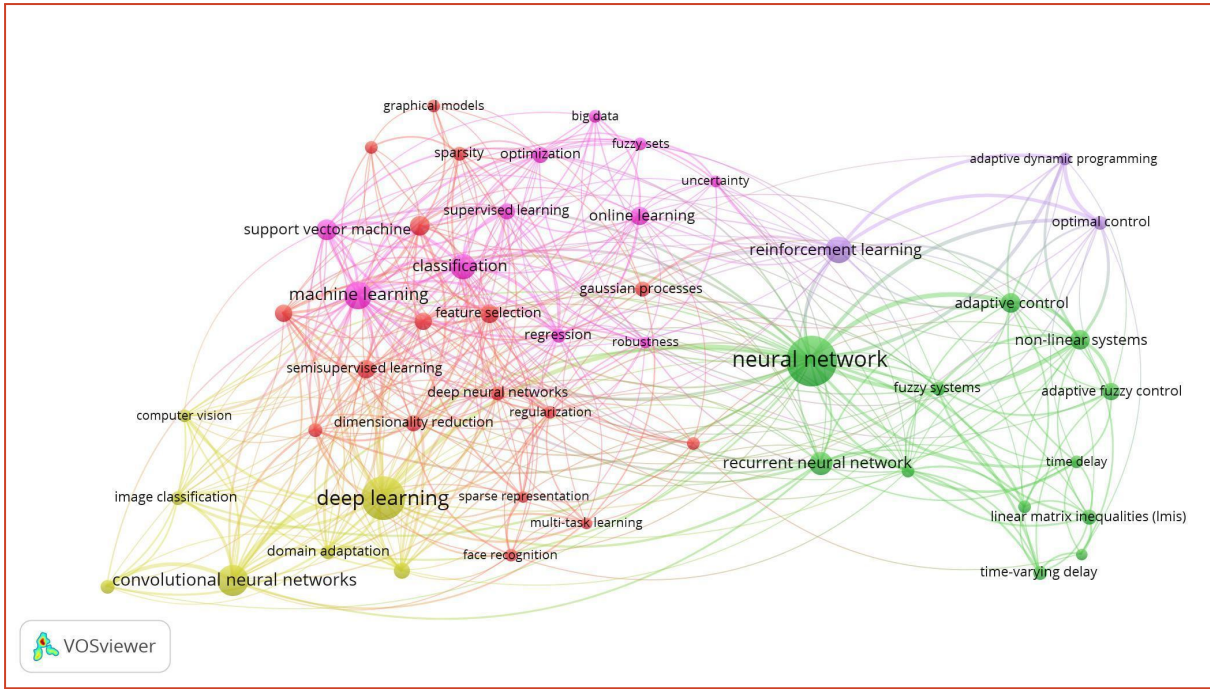 graphical models
big data
fuzzy sets
sparsity
optimization
adaptive dynamic programming
uncertainty
supervised learning
online learning
support vector machine
optimal control
reinforcement learning
classification
gaussian processes
machine learning
adaptive control
feature selection
regression
robustness
non-linear systems
neural network
semisupervised learning
fuzzy systems
adaptive fuzzy control
deep neural networks
regularization
computer vision
dimensionality reduction
recurrent neural network
time delay
image classification
deep learning
sparse representation
linear matrix inequalities (lmis)
multi-task learning
domain adaptation
face recognition
convolutional neural networks
time-varying delay
VOSviewer